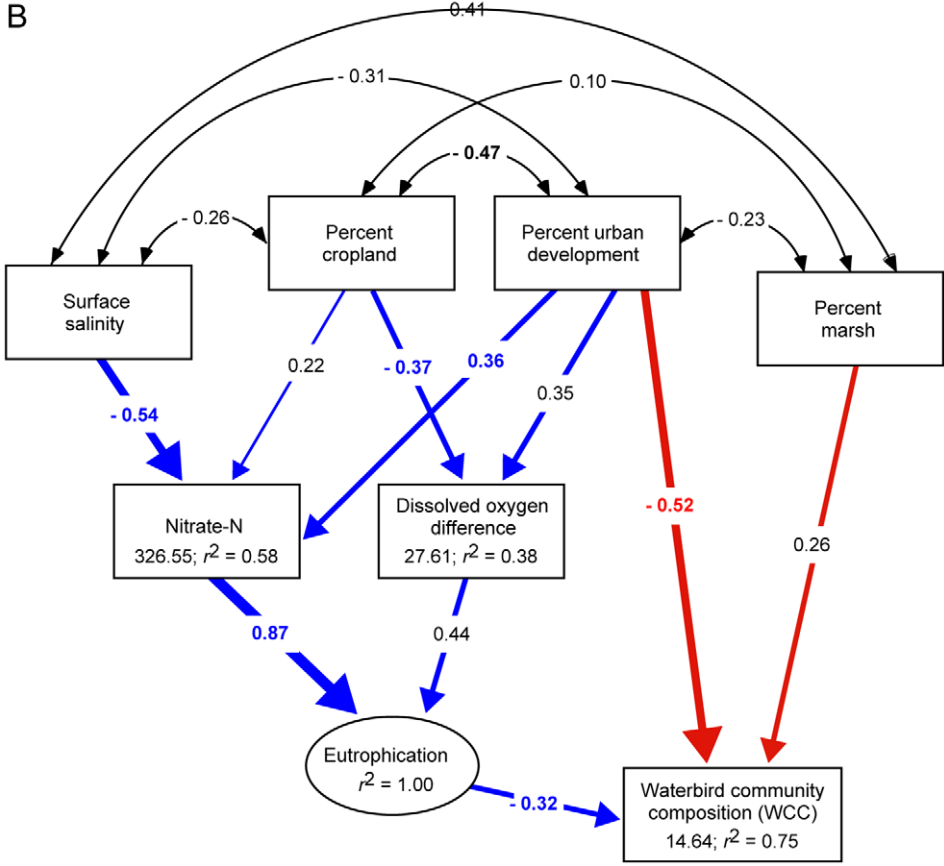 B
0.41
- 0.31
0.10
- 0.47
- 0.26
- 0.23
Percent
cropland
Percent urban
development
Surface
salinity
Percent
marsh
0.22
- 0.37
0.36
0.35
- 0.54
- 0.52
0.26
Nitrate-N
326.55; r² = 0.58
Dissolved oxygen
difference
27.61; r² = 0.38
0.87
0.44
Eutrophication
r² = 1.00
- 0.32
Waterbird community
composition (WCC)
14.64; r² = 0.75